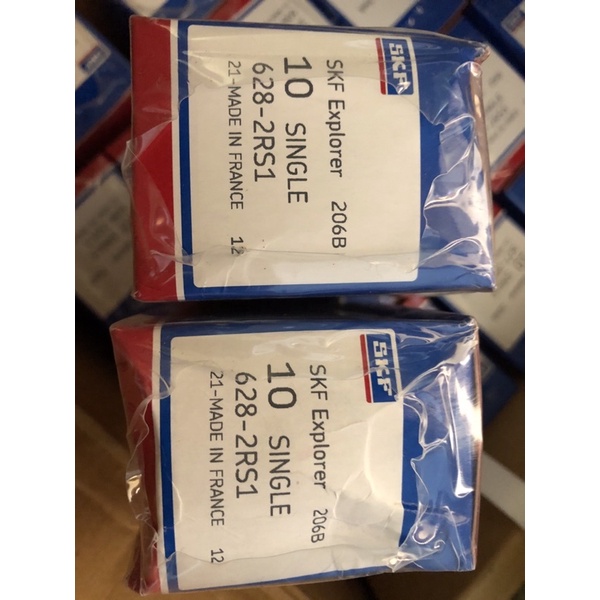 SKF
SKF Explorer 206B
10 SINGLE
628-2RS1
21-MADE IN FRANCE 12
SKF
SKF Explorer 206B
10 SINGLE
628-2RS1
21-MADE IN FRANCE 12